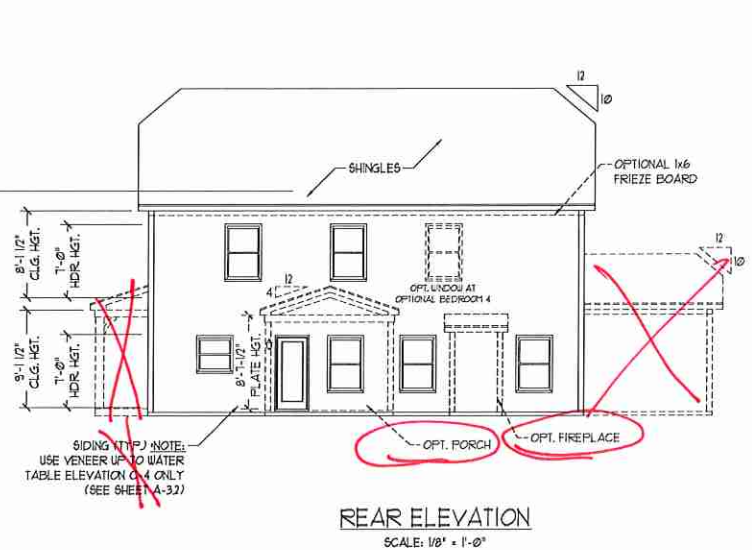 12
10
SHINGLES
OPTIONAL 1x6
FRIEZE BOARD
8'-1 1/2"
CLG. HGT.
7'-0"
HDR. HGT.
12
10
OPT. WINDOW AT
OPTIONAL BEDROOM 4
12
4
9'-1 1/2"
CLG. HGT.
7'-0"
HDR. HGT.
8'-7-1/2"
PLATE HGT.
SIDING (TYP.) NOTE:
USE VENEER UP TO WATER
TABLE ELEVATION ONLY
(SEE SHEET A-3.2)
OPT. PORCH
OPT. FIREPLACE
REAR ELEVATION
SCALE: 1/8" = 1'-0"